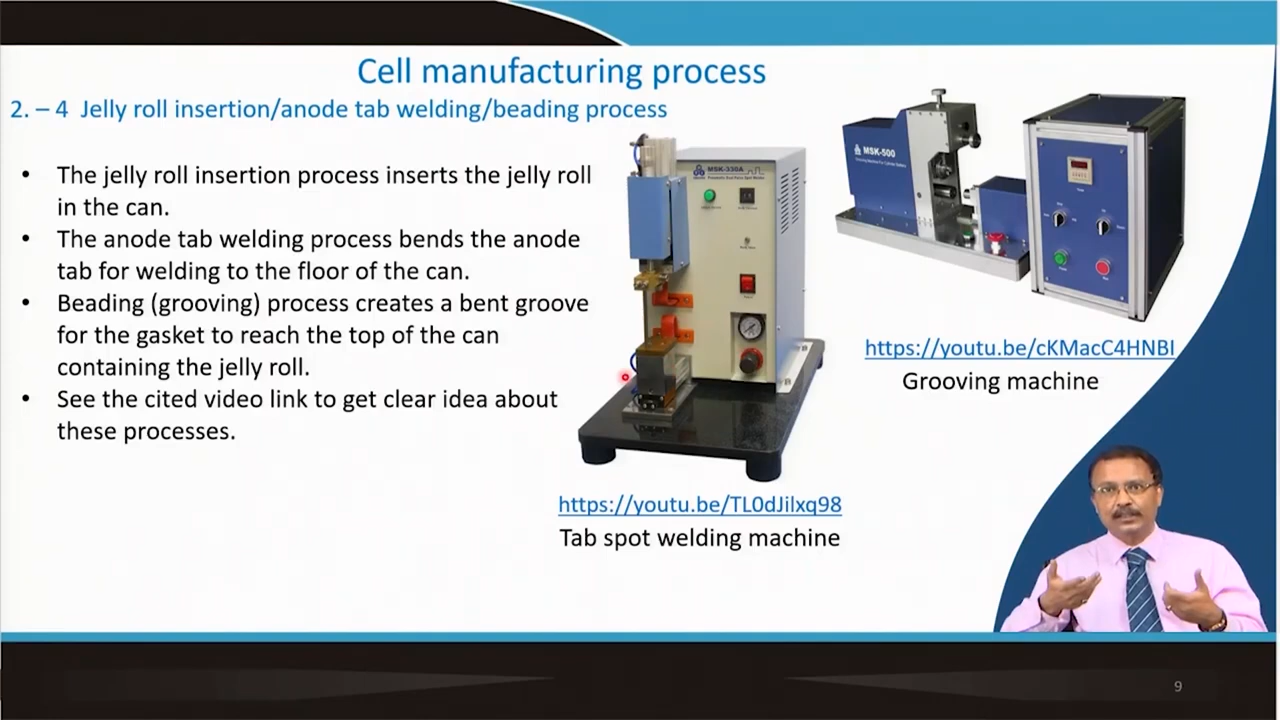 Cell manufacturing process
2. – 4 Jelly roll insertion/anode tab welding/beading process
• The jelly roll insertion process inserts the jelly roll
in the can.
• The anode tab welding process bends the anode
tab for welding to the floor of the can.
• Beading (grooving) process creates a bent groove
for the gasket to reach the top of the can
containing the jelly roll.
• See the cited video link to get clear idea about
these processes.
MSK-330A
MSK-500
https://youtu.be/cKMacC4HNBI
Grooving machine
https://youtu.be/TL0dJilxq98
Tab spot welding machine
9